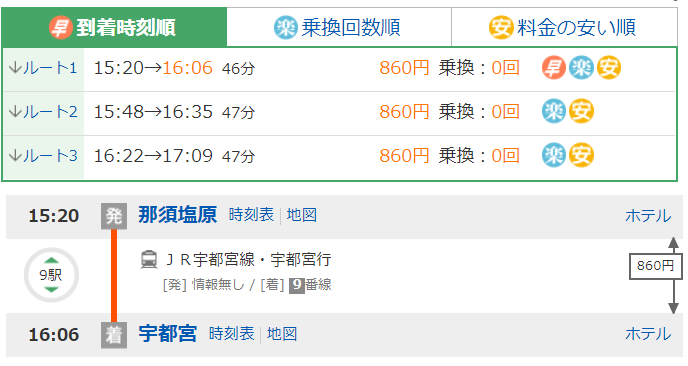 早 到着時刻順 楽 乗換回数順 安 料金の安い順
↓ルート1 15:20→16:06 46分 860円 乗換：0回 早 楽 安
↓ルート2 15:48→16:35 47分 860円 乗換：0回 楽 安
↓ルート3 16:22→17:09 47分 860円 乗換：0回 楽 安
15:20 発 那須塩原 時刻表 | 地図 ホテル
9駅 ＪＲ宇都宮線・宇都宮行 860円
[発] 情報無し / [着] 9番線
16:06 着 宇都宮 時刻表 | 地図 ホテル